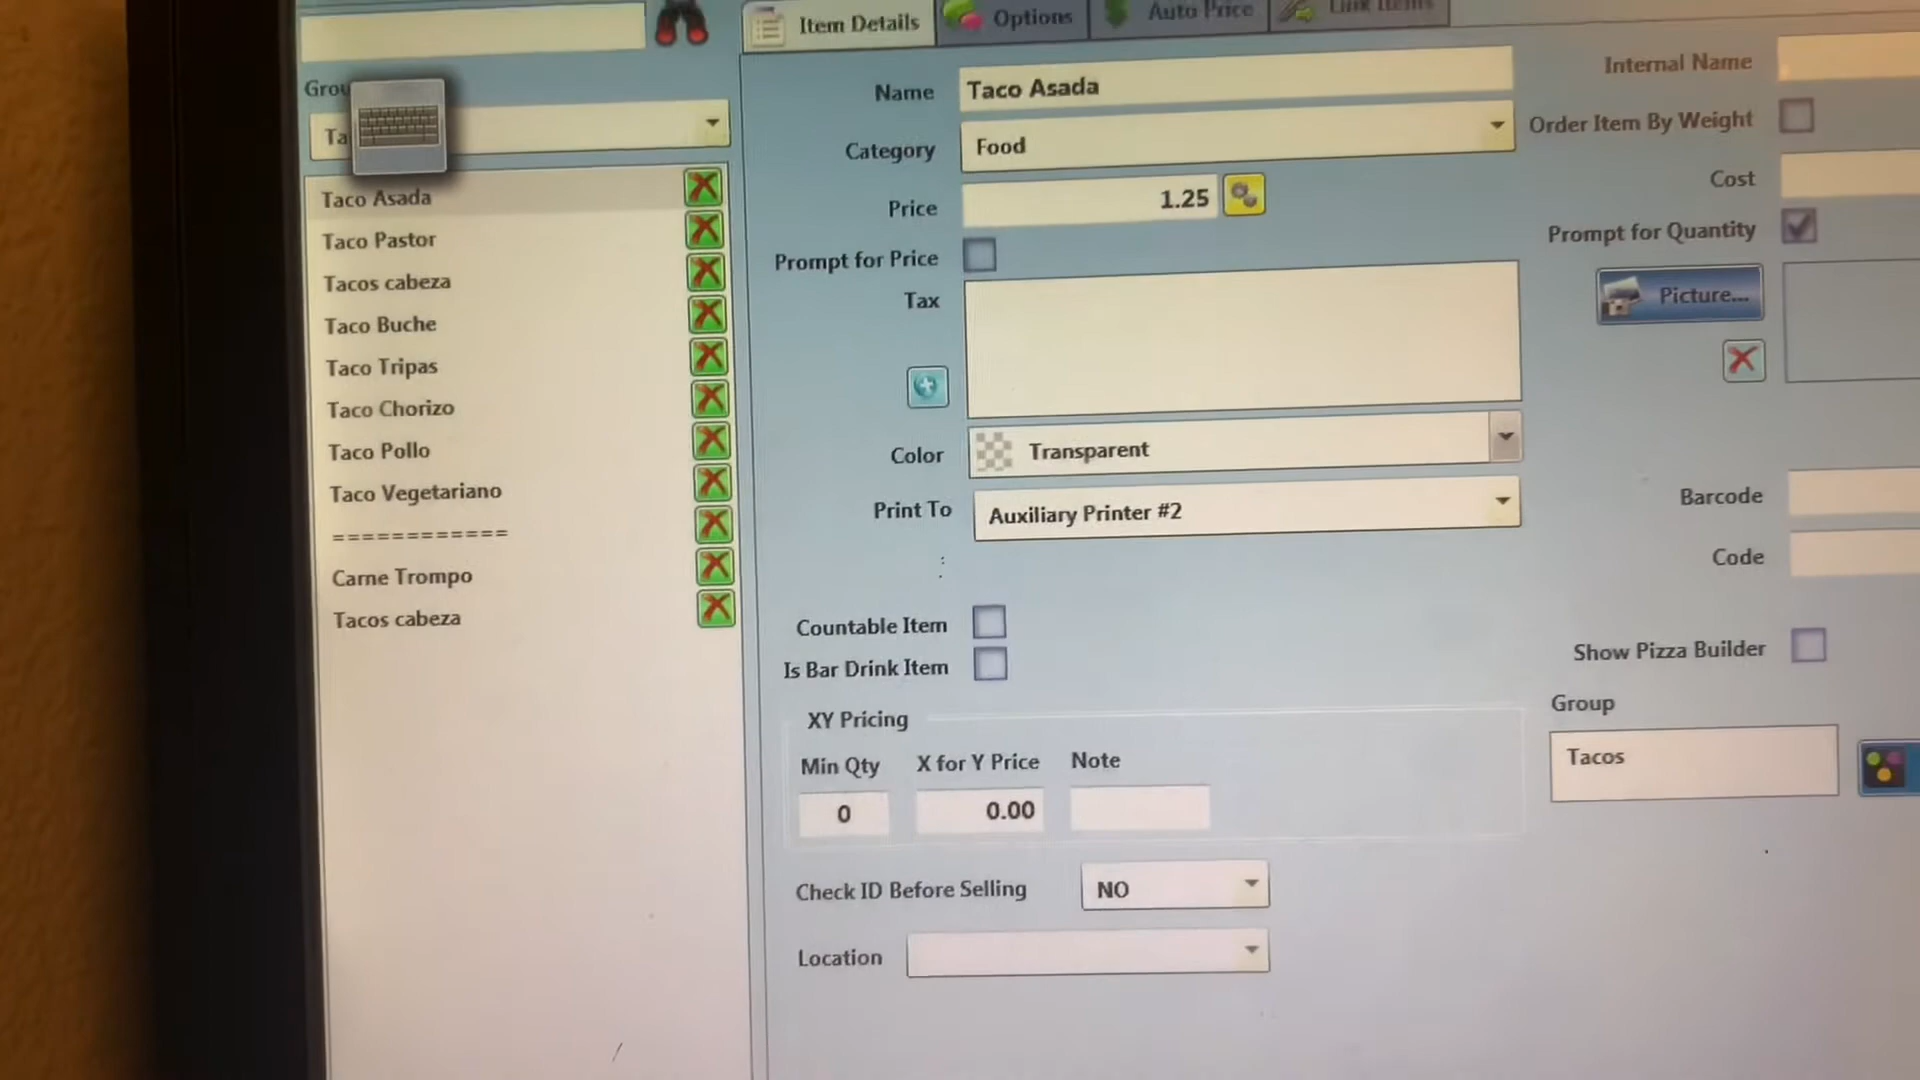 Item Details
Options
Auto Price
Link Items
Grou
Ta
Taco Asada
Taco Pastor
Tacos cabeza
Taco Buche
Taco Tripas
Taco Chorizo
Taco Pollo
Taco Vegetariano
============
Carne Trompo
Tacos cabeza
Name Taco Asada
Category Food
Price 1.25
Prompt for Price
Tax
Color Transparent
Print To Auxiliary Printer #2
Countable Item
Is Bar Drink Item
XY Pricing
Min Qty X for Y Price Note
0 0.00
Check ID Before Selling NO
Location
Internal Name
Order Item By Weight
Cost
Prompt for Quantity
Picture...
Barcode
Code
Show Pizza Builder
Group
Tacos